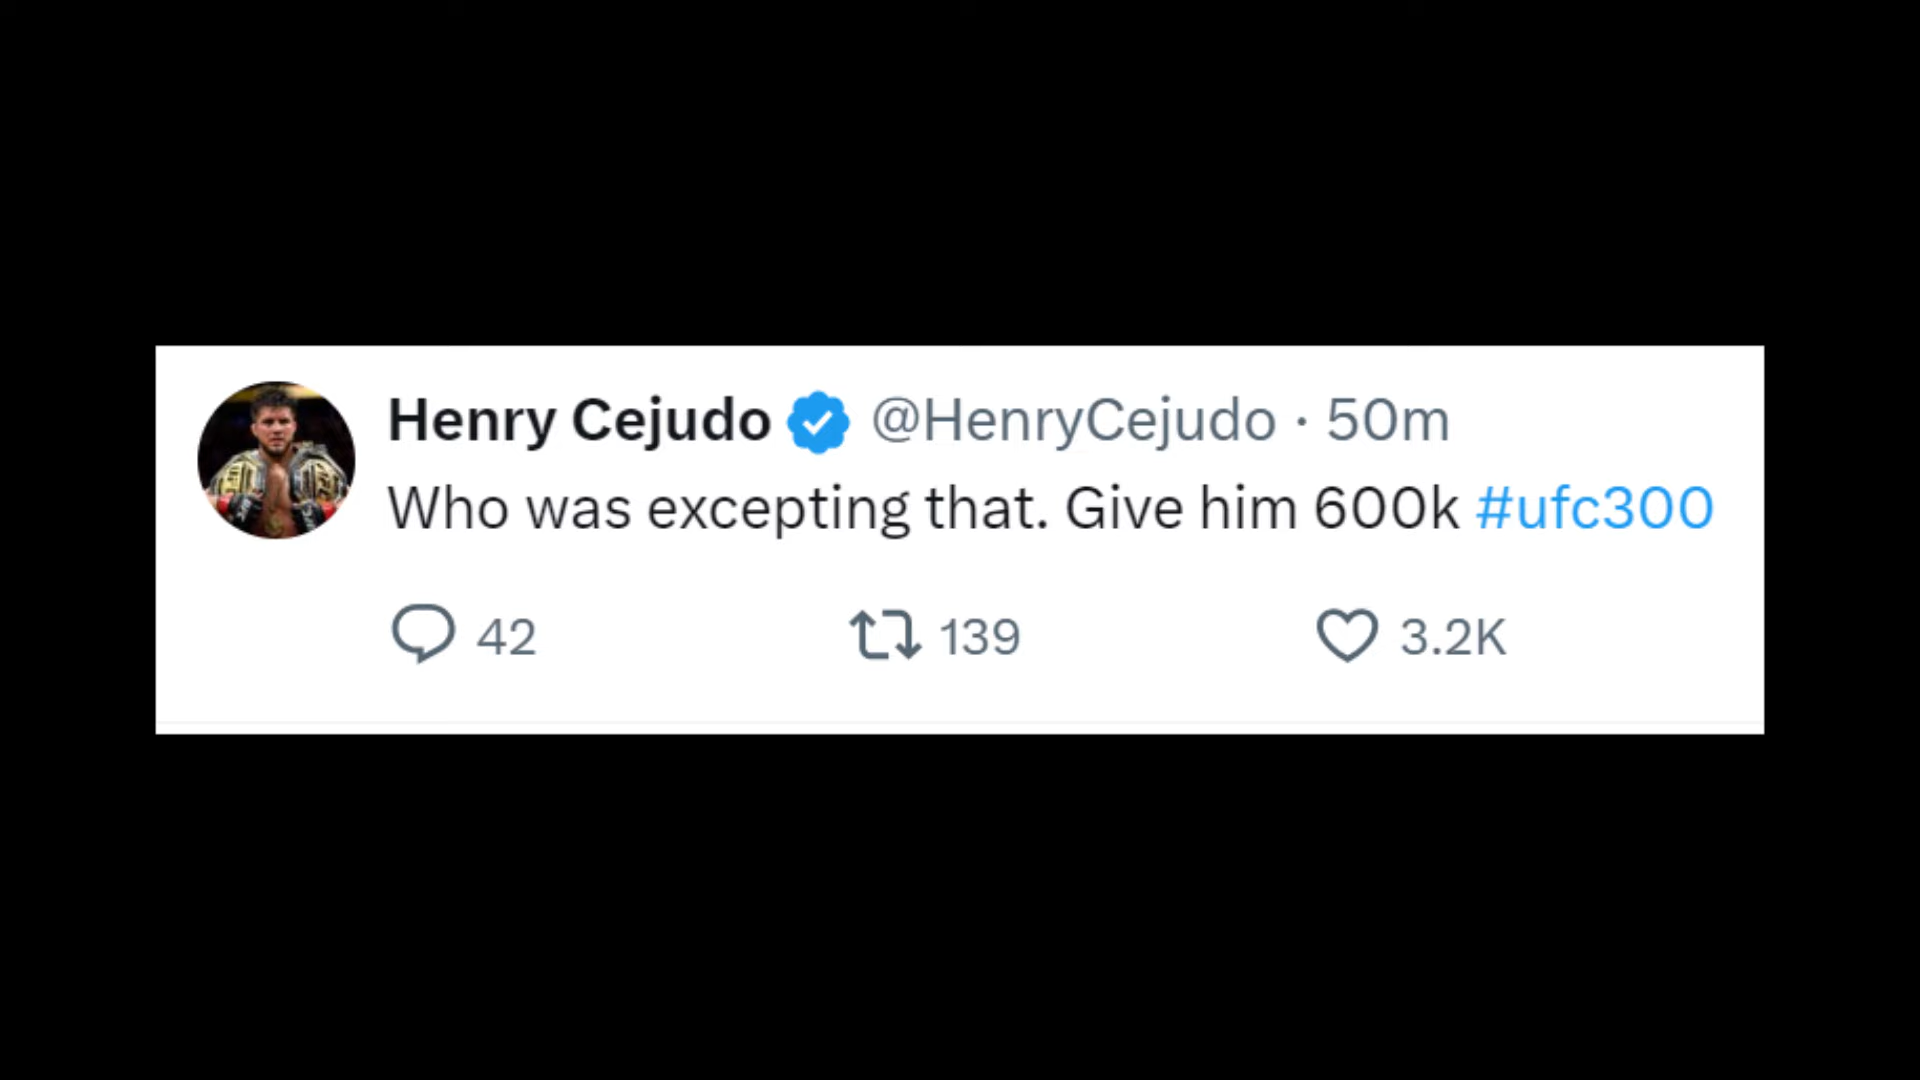 Henry Cejudo @HenryCejudo · 50m
Who was excepting that. Give him 600k #ufc300
42 139 3.2K